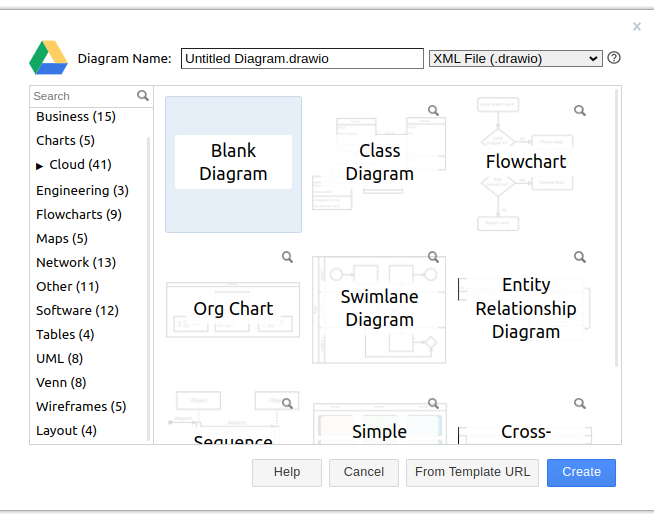 Diagram Name: Untitled Diagram.drawio XML File (.drawio)
Search
Business (15)
Charts (5)
Cloud (41)
Engineering (3)
Flowcharts (9)
Maps (5)
Network (13)
Other (11)
Software (12)
Tables (4)
UML (8)
Venn (8)
Wireframes (5)
Layout (4)
Blank
Diagram
Class
Diagram
Flowchart
Org Chart
Swimlane
Diagram
Entity
Relationship
Diagram
Sequence
Simple
Cross-
Help
Cancel
From Template URL
Create